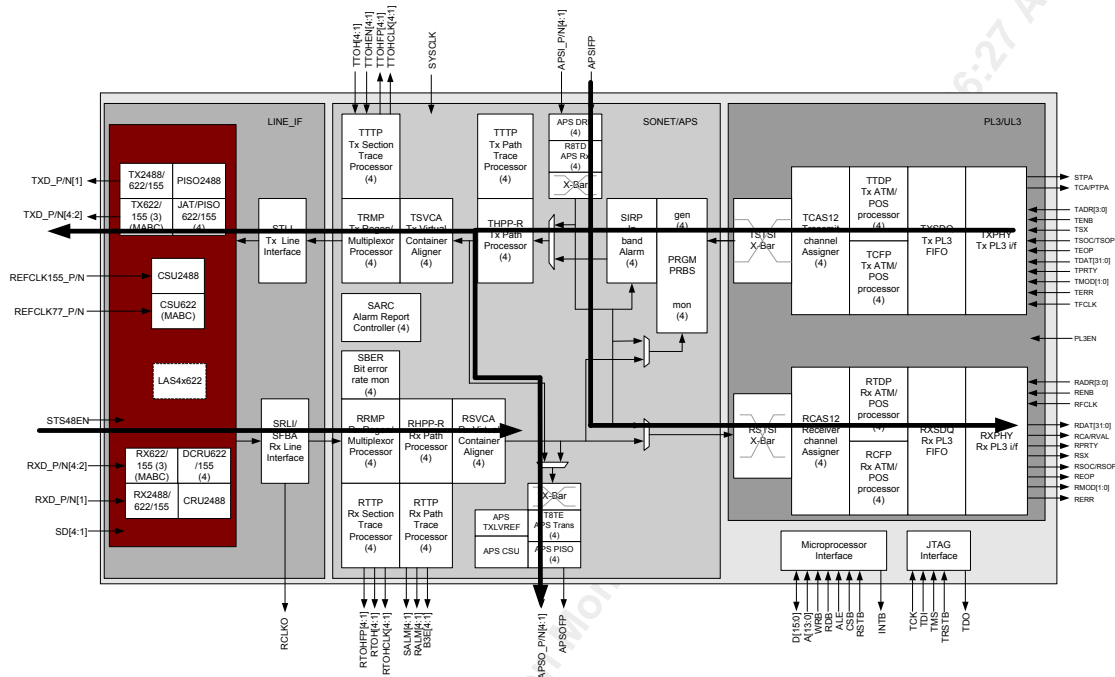 TTOH[4:1]
TTOHEN[4:1]
TTOHFP[4:1]
TTOHCLK[4:1]
SYSCLK
APSI_P/N[4:1]
APSIFP
6:27 A
LINE_IF
SONET/APS
PL3/UL3
TXD_P/N[1]
TXD_P/N[4:2]
REFCLK155_P/N
REFCLK77_P/N
STS48EN
RXD_P/N[4:2]
RXD_P/N[1]
SD[4:1]
TX2488/
622/155
PISO2488
TX622/
155 (3)
(MABC)
JAT/PISO
622/155
(4)
CSU2488
CSU622
(MABC)
LAS4x622
RX622/
155 (3)
(MABC)
DCRU622
/155
(4)
RX2488/
622/155
CRU2488
Tx Line
Interface
SRLI/
SFBA
Rx Line
Interface
TTTP
Tx Section
Trace
Processor
(4)
TRMP
Multiplexor
Processor
(4)
TSVCA
Container
Aligner (4)
TTTP
Tx Path
Trace
Processor
(4)
THPP-R
Tx Path
Processor
(4)
APS DRU
(4)
R8TD
APS Rx
(4)
X-Bar
SIRP
band
Alarm (4)
gen (4)
PRGM
PRBS
mon
(4)
SARC
Alarm Report
Controller (4)
SBER
Bit error
rate mon
(4)
RRMP
Multiplexor
Processor
(4)
RHPP-R
Rx Path
Processor
(4)
RSVCA
Container
Aligner
(4)
RTTP
Rx Section
Trace
Processor
(4)
RTTP
Rx Path
Trace
Processor
(4)
X-Bar
APS
TXLVREF
APS CSU
T8TE
APS Trans
(4)
APS PISO
(4)
TSTSI
X-Bar
TCAS12
Transmit
channel
Assigner
(4)
TTDP
Tx ATM/
POS
processor
(4)
TCFP
Tx ATM/
POS
processor
(4)
TXSDQ
Tx PL3
FIFO
TXPHY
Tx PL3 i/f
RSTSI
X-Bar
RCAS12
Receiver
channel
Assigner
(4)
RTDP
Rx ATM/
POS
processor
(4)
RCFP
Rx ATM/
POS
processor
(4)
RXSDQ
Rx PL3
FIFO
RXPHY
Rx PL3 i/f
STPA
TCA/PTPA
TADR[3:0]
TENB
TSX
TSOC/TSOP
TEOP
TDAT[31:0]
TPRTY
TMOD[1:0]
TERR
TFCLK
PL3EN
RADR[3:0]
RENB
RFCLK
RDAT[31:0]
RCA/RVAL
RPRTY
RSX
RSOC/RSOP
REOP
RMOD[1:0]
RERR
Microprocessor
Interface
JTAG
Interface
RCLKO
RTOHFP[4:1]
RTOH[4:1]
RTOHCLK[4:1]
SALM[4:1]
RALM[4:1]
B3E[4:1]
APSO_P/N[4:1]
APSOFP
D[15:0]
A[13:0]
WRB
RDB
ALE
CSB
RSTB
INTB
TCK
TDI
TMS
TRSTB
TDO